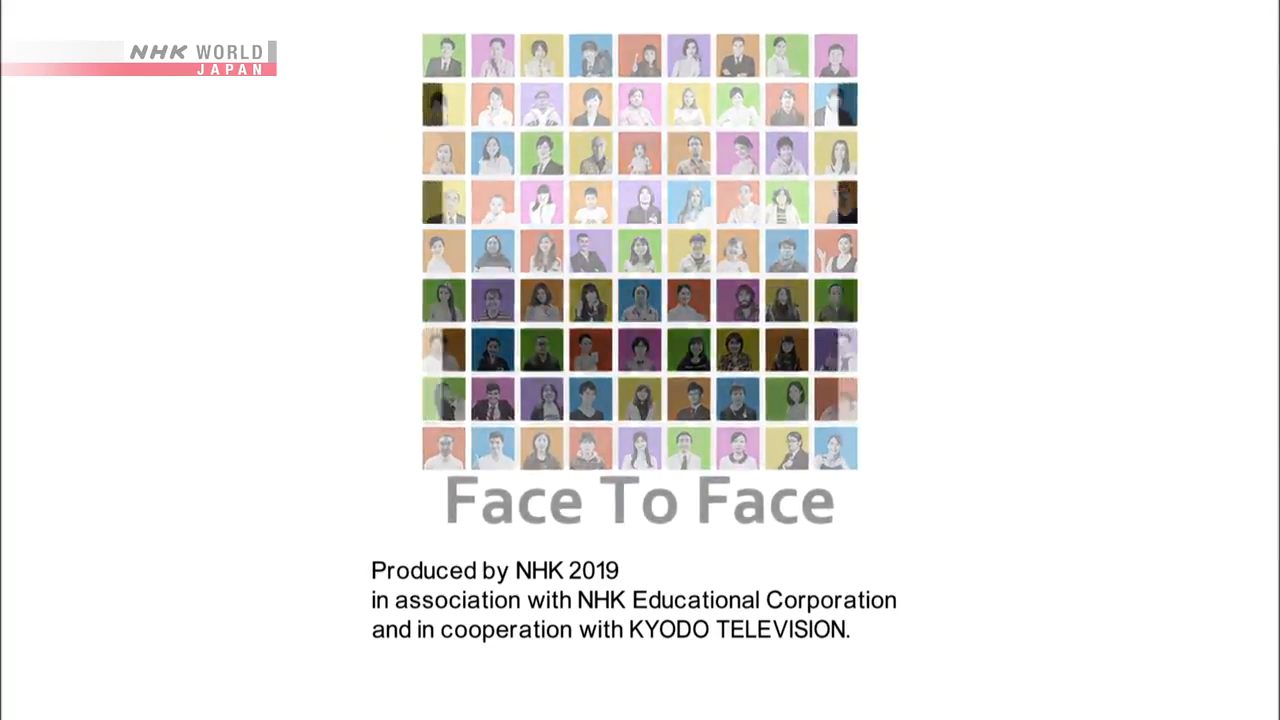 NHK WORLD
JAPAN
Face To Face
Produced by NHK 2019
in association with NHK Educational Corporation
and in cooperation with KYODO TELEVISION.